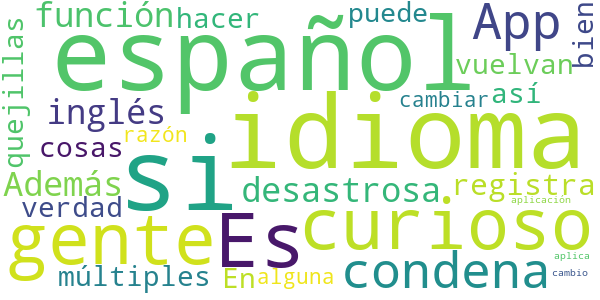 función
hacer
puede
App
bien
español
vuelvan
quejillas
inglés
idioma
cambiar
así
razón
cosas
si
Además
desastrosa
registra
verdad
Es
curioso
aplicación
gente
condena
múltiples
En
alguna
aplica
cambio